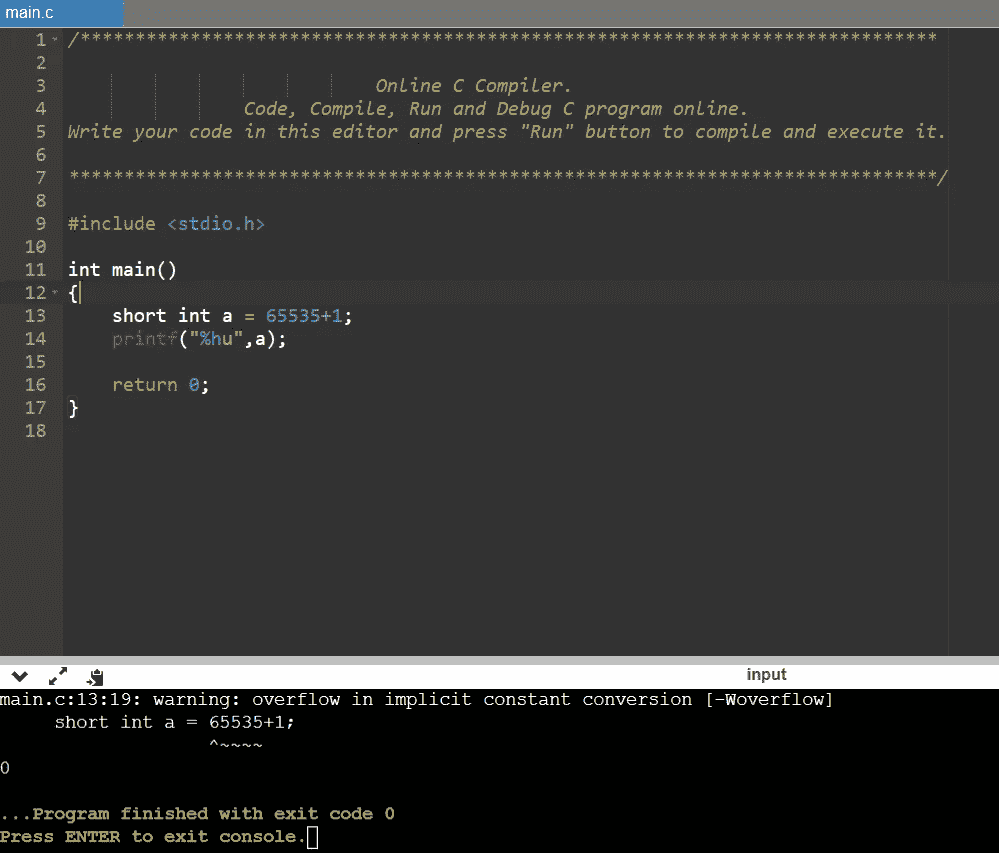 main.c
1 /******************************************************************************
2
3 Online C Compiler.
4 Code, Compile, Run and Debug C program online.
5 Write your code in this editor and press "Run" button to compile and execute it.
6
7 *******************************************************************************/
8
9 #include <stdio.h>
10
11 int main()
12 {
13 short int a = 65535+1;
14 printf("%hu",a);
15
16 return 0;
17 }
18
input
main.c:13:19: warning: overflow in implicit constant conversion [-Woverflow]
short int a = 65535+1;
^~~~~
0
...Program finished with exit code 0
Press ENTER to exit console.